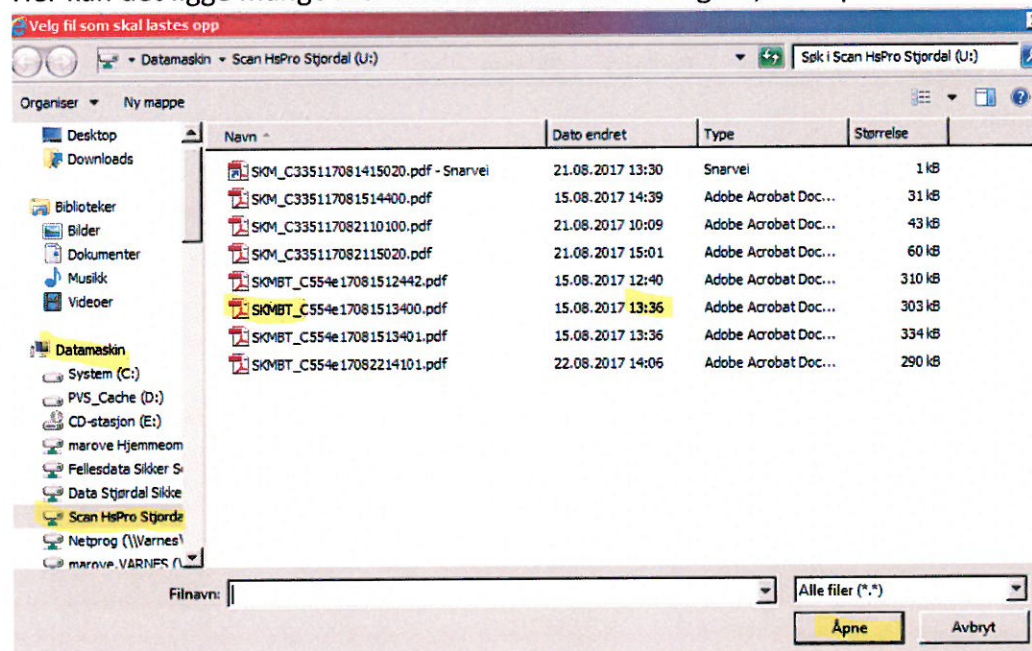 Velg fil som skal lastes opp
Datamaskin Scan HsPro Stjordal (U:) Søk i Scan HsPro Stjordal (U:)
Organiser Ny mappe
Desktop
Downloads
Biblioteker
Bilder
Dokumenter
Musikk
Videoer
Datamaskin
System (C:)
PVS_Cache (D:)
CD-stasjon (E:)
marove Hjemmeom
Fellesdata Sikker S
Data Stjørdal Sikke
Scan HsPro Stjorda
Netprog (\\Varnes\
marove.VARNES (\
Navn Dato endret Type Størrelse
SKM_C335117081415020.pdf - Snarvei 21.08.2017 13:30 Snarvei 1 kB
SKM_C335117081514400.pdf 15.08.2017 14:39 Adobe Acrobat Doc... 31 kB
SKM_C335117082110100.pdf 21.08.2017 10:09 Adobe Acrobat Doc... 43 kB
SKM_C335117082115020.pdf 21.08.2017 15:01 Adobe Acrobat Doc... 60 kB
SKMBT_C554e17081512442.pdf 15.08.2017 12:40 Adobe Acrobat Doc... 310 kB
SKMBT_C554e17081513400.pdf 15.08.2017 13:36 Adobe Acrobat Doc... 303 kB
SKMBT_C554e17081513401.pdf 15.08.2017 13:36 Adobe Acrobat Doc... 334 kB
SKMBT_C554e17082214101.pdf 22.08.2017 14:06 Adobe Acrobat Doc... 290 kB
Filnavn: Alle filer (*.*)
Åpne Avbryt